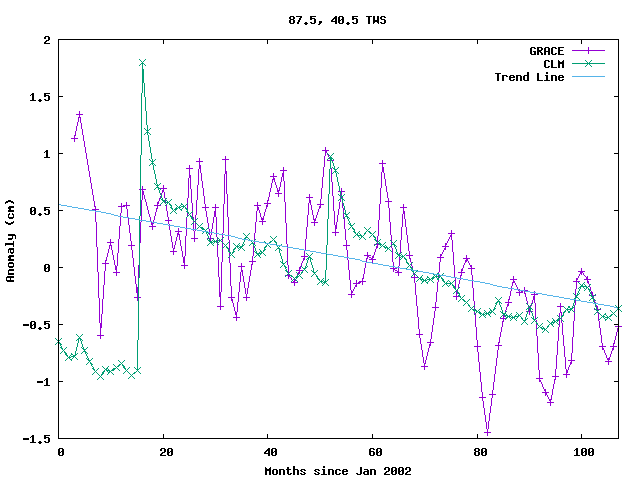 87.5, 40.5 TWS
GRACE
CLM
Trend Line
2
1.5
1
0.5
0
-0.5
-1
-1.5
Anomaly (cm)
0 20 40 60 80 100
Months since Jan 2002